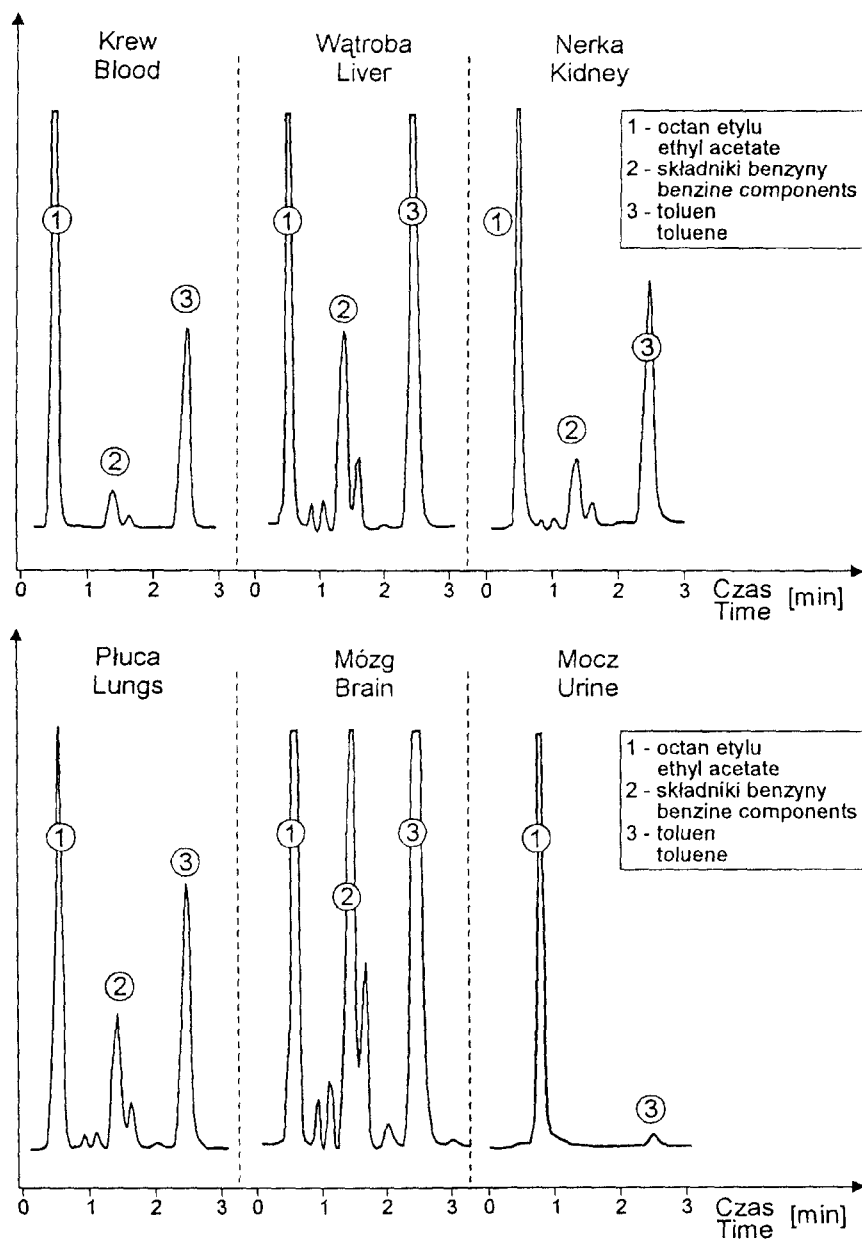 Krew
Blood
Wątroba
Liver
Nerka
Kidney
1 - octan etylu
ethyl acetate
2 - składniki benzyny
benzine components
3 - toluen
toluene
1
2
3
1
2
3
1
2
3
0 1 2 3 0 1 2 3 0 1 2 3
Czas
Time [min]
Płuca
Lungs
Mózg
Brain
Mocz
Urine
1 - octan etylu
ethyl acetate
2 - składniki benzyny
benzine components
3 - toluen
toluene
1
2
3
1
2
3
1
3
0 1 2 3 0 1 2 3 0 1 2 3
Czas
Time [min]